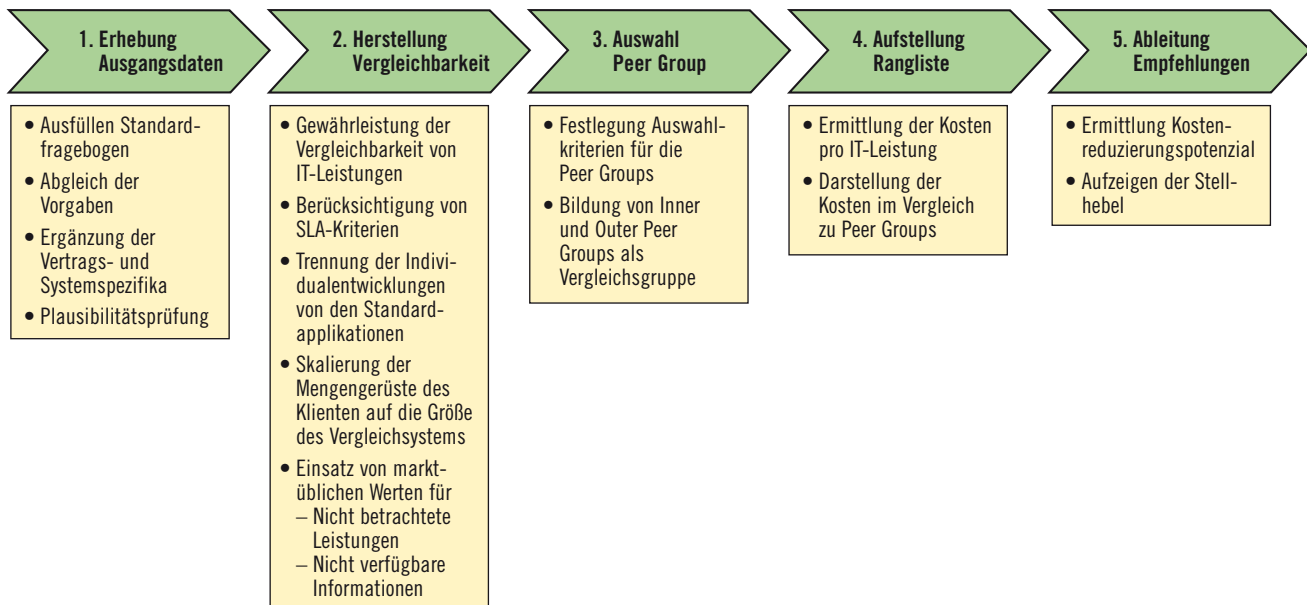 1. Erhebung
Ausgangsdaten
• Ausfüllen Standard-
fragebogen
• Abgleich der
Vorgaben
• Ergänzung der
Vertrags- und
Systemspezifika
• Plausibilitätsprüfung
2. Herstellung
Vergleichbarkeit
• Gewährleistung der
Vergleichbarkeit von
IT-Leistungen
• Berücksichtigung von
SLA-Kriterien
• Trennung der Indivi-
dualentwicklungen
von den Standard-
applikationen
• Skalierung der
Mengengerüste des
Klienten auf die Größe
des Vergleichsystems
• Einsatz von markt-
üblichen Werten für
– Nicht betrachtete
Leistungen
– Nicht verfügbare
Informationen
3. Auswahl
Peer Group
• Festlegung Auswahl-
kriterien für die
Peer Groups
• Bildung von Inner
und Outer Peer
Groups als
Vergleichsgruppe
4. Aufstellung
Rangliste
• Ermittlung der Kosten
pro IT-Leistung
• Darstellung der
Kosten im Vergleich
zu Peer Groups
5. Ableitung
Empfehlungen
• Ermittlung Kosten-
reduzierungspotenzial
• Aufzeigen der Stell-
hebel